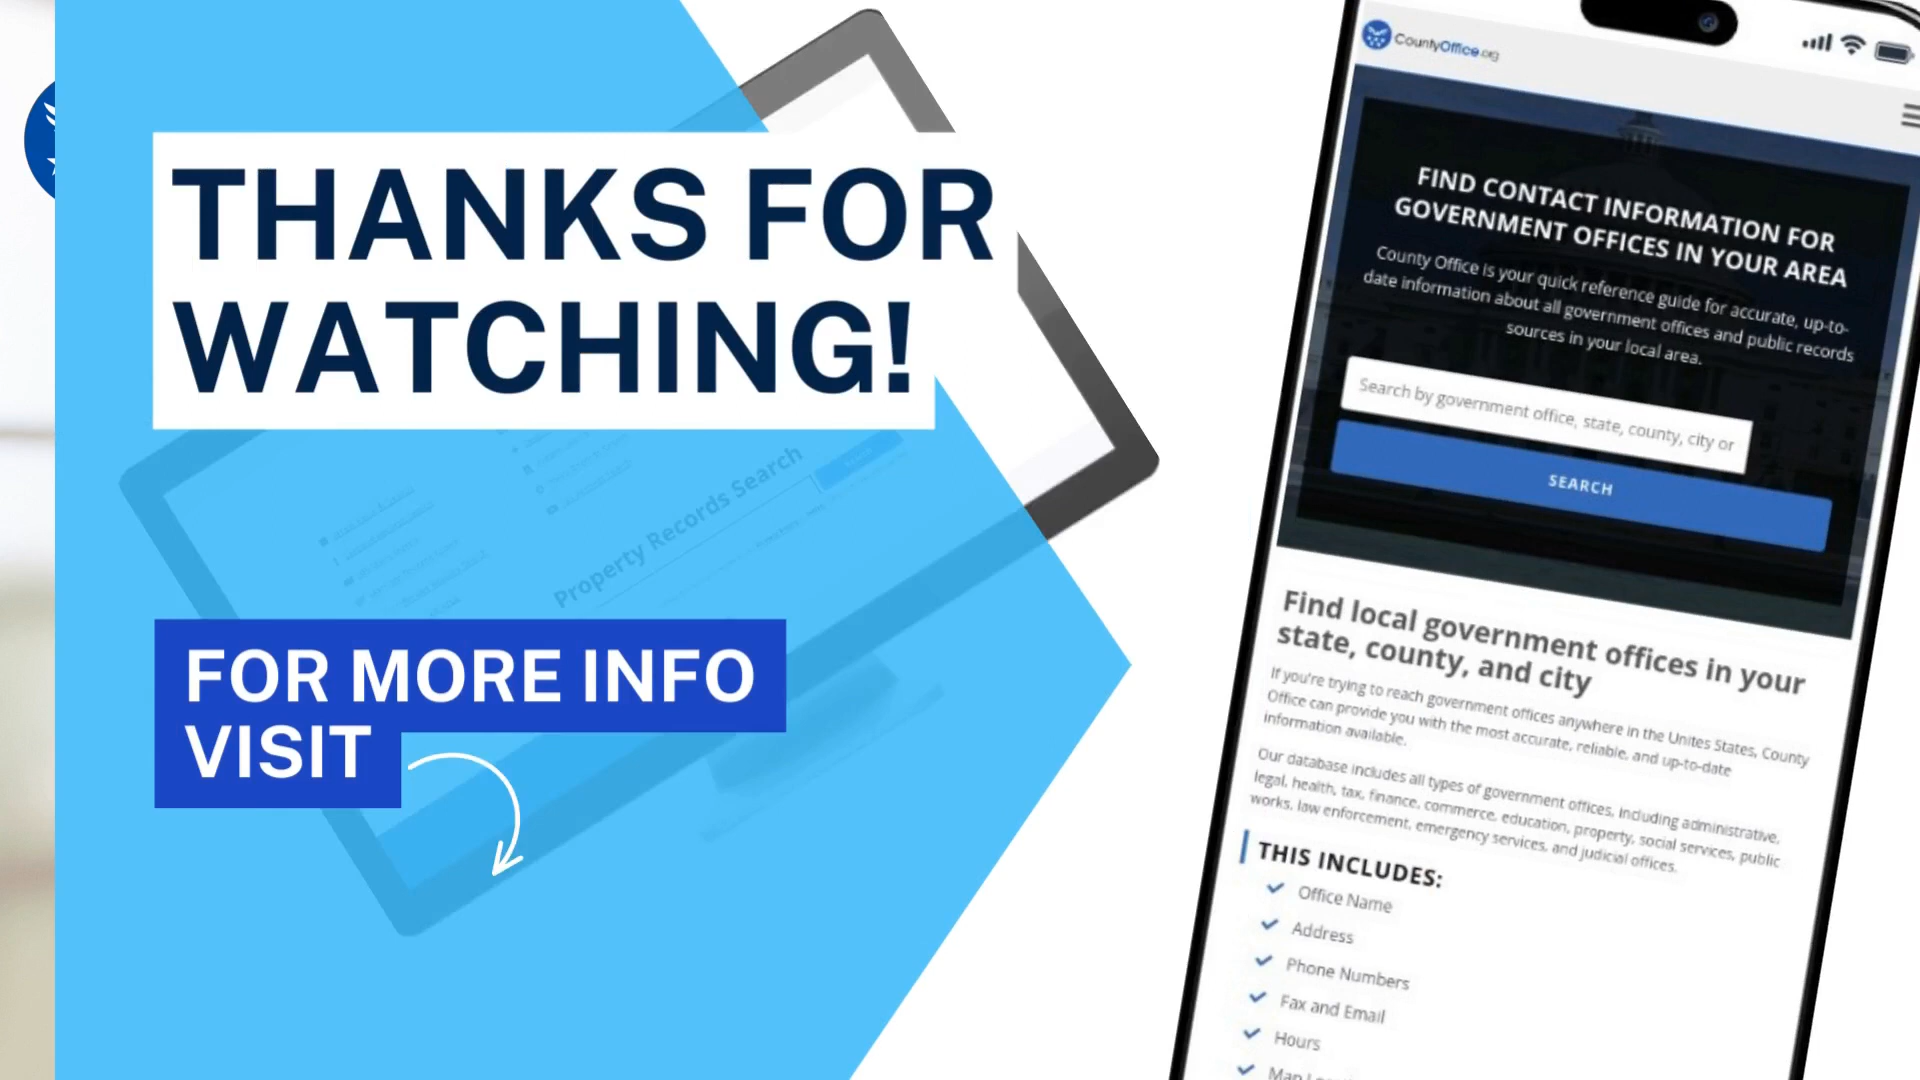 THANKS FOR
WATCHING!
Property Records Search
FOR MORE INFO
VISIT
CountyOffice.org
FIND CONTACT INFORMATION FOR
GOVERNMENT OFFICES IN YOUR AREA
County Office is your quick reference guide for accurate, up-to-
date information about all government offices and public records
sources in your local area.
Search by government office, state, county, city or
SEARCH
Find local government offices in your
state, county, and city
If you're trying to reach government offices anywhere in the Unites States, County
Office can provide you with the most accurate, reliable, and up-to-date
information available.
Our database includes all types of government offices, including administrative,
legal, health, tax, finance, commerce, education, property, social services, public
works, law enforcement, emergency services, and judicial offices.
THIS INCLUDES:
Office Name
Address
Phone Numbers
Fax and Email
Hours
Map